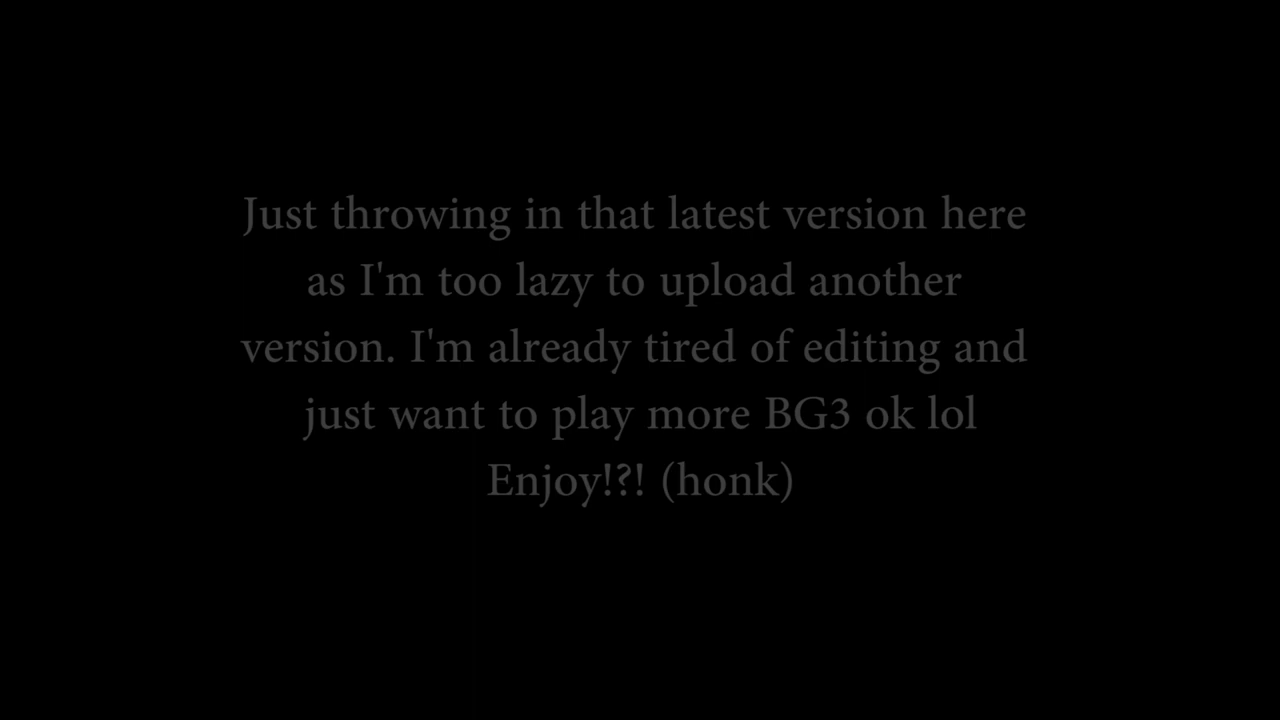 Just throwing in that latest version here
as I'm too lazy to upload another
version. I'm already tired of editing and
just want to play more BG3 ok lol
Enjoy!?! (honk)